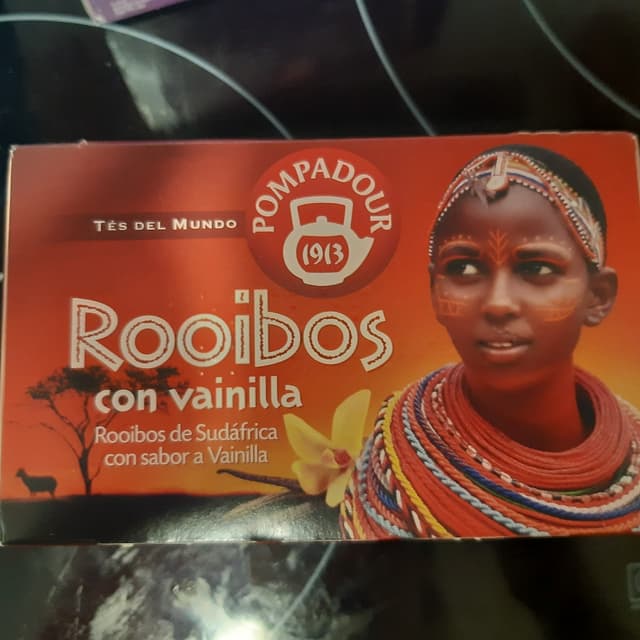 POMPADOUR
1913
TÉS DEL MUNDO
Rooibos
con vainilla
Rooibos de Sudáfrica
con sabor a Vainilla